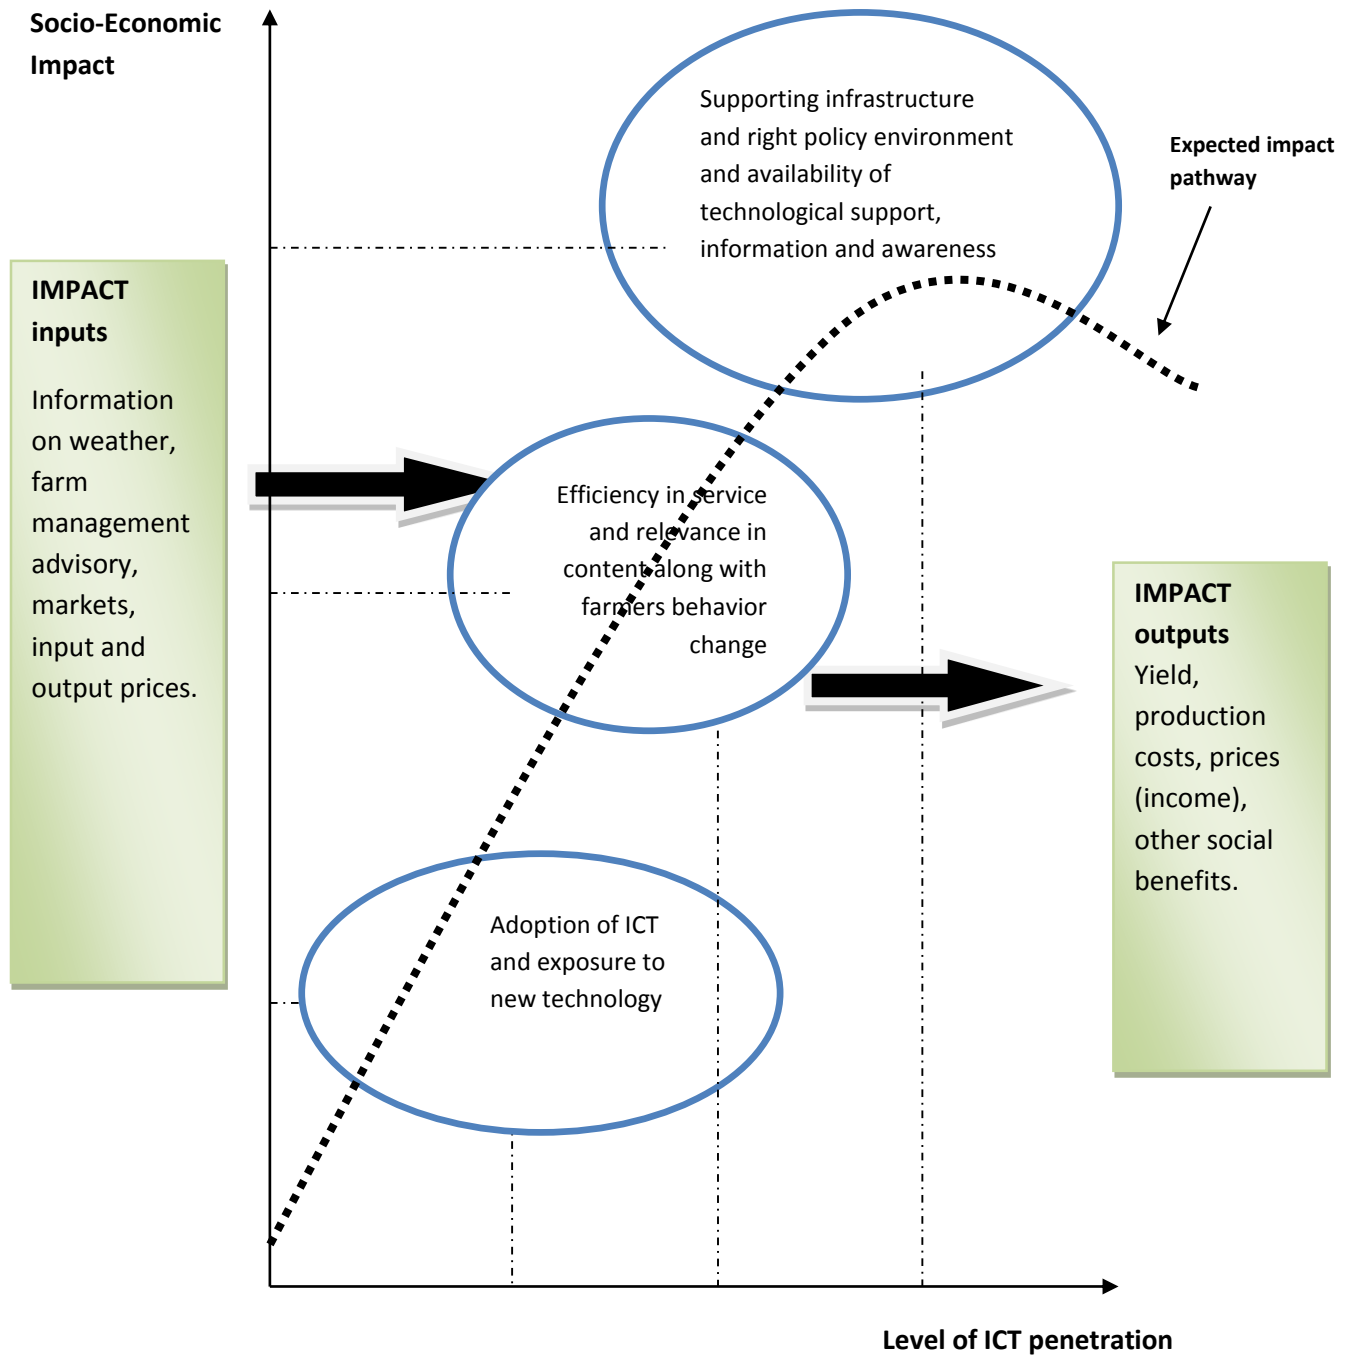 Socio-Economic
Impact
Supporting infrastructure
and right policy environment
and availability of
technological support,
information and awareness
Expected impact
pathway
IMPACT
inputs
Information
on weather,
farm
management
advisory,
markets,
input and
output prices.
Efficiency in service
and relevance in
content along with
farmers behavior
change
IMPACT
outputs
Yield,
production
costs, prices
(income),
other social
benefits.
Adoption of ICT
and exposure to
new technology
Level of ICT penetration